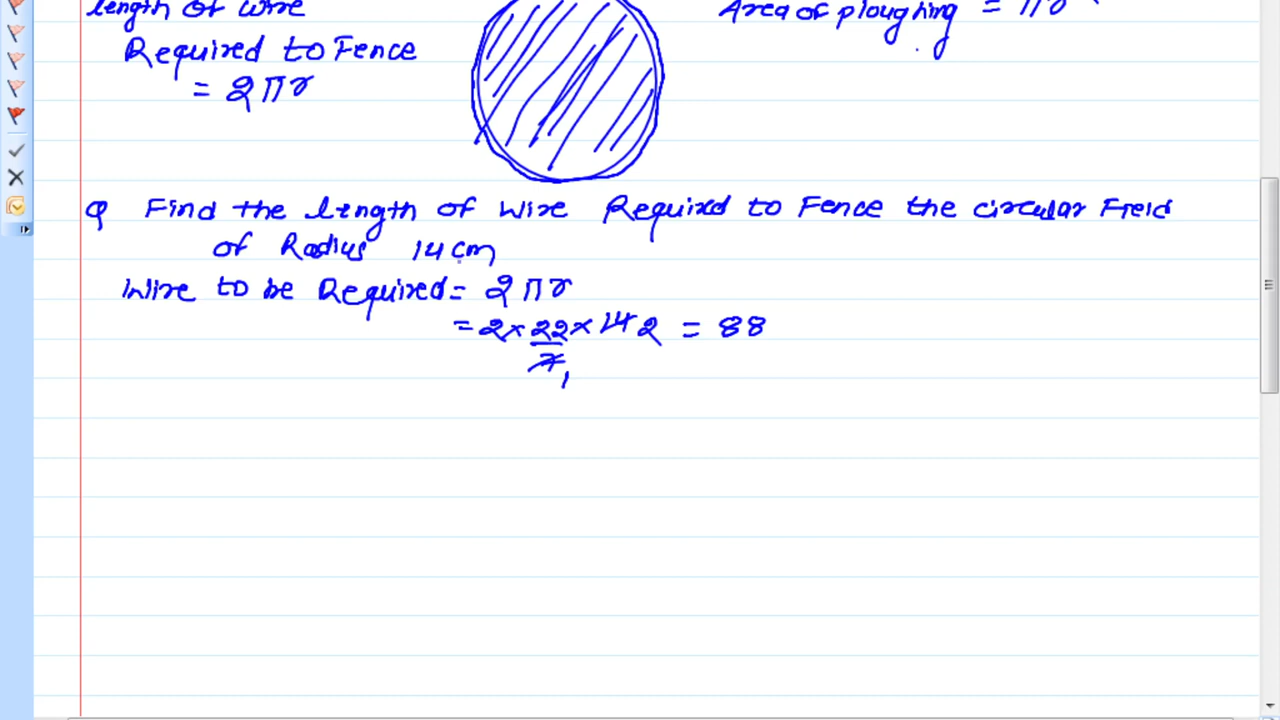 length of wire
Area of ploughing = πr
Required to Fence
= 2πr
Q Find the length of wire Required to Fence the circular Field
of Radius 14 cm
Wire to be Required = 2πr
= 2 × 22/7 1 × 14 2 = 88